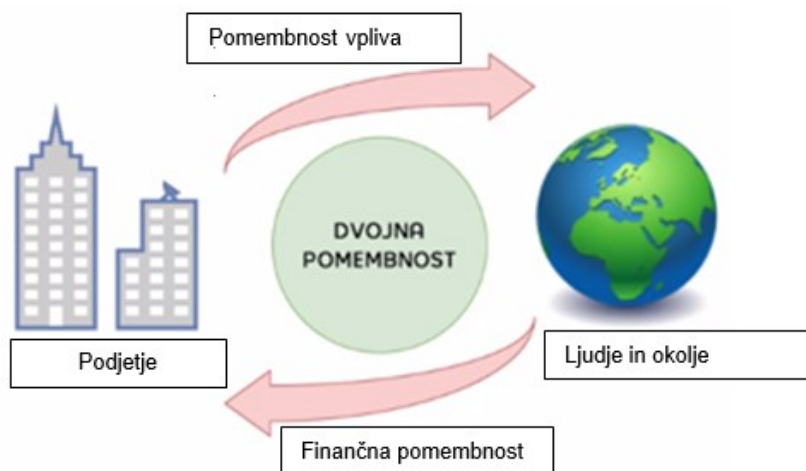 Pomembnost vpliva
DVOJNA
POMEMBNOST
Podjetje
Ljudje in okolje
Finančna pomembnost